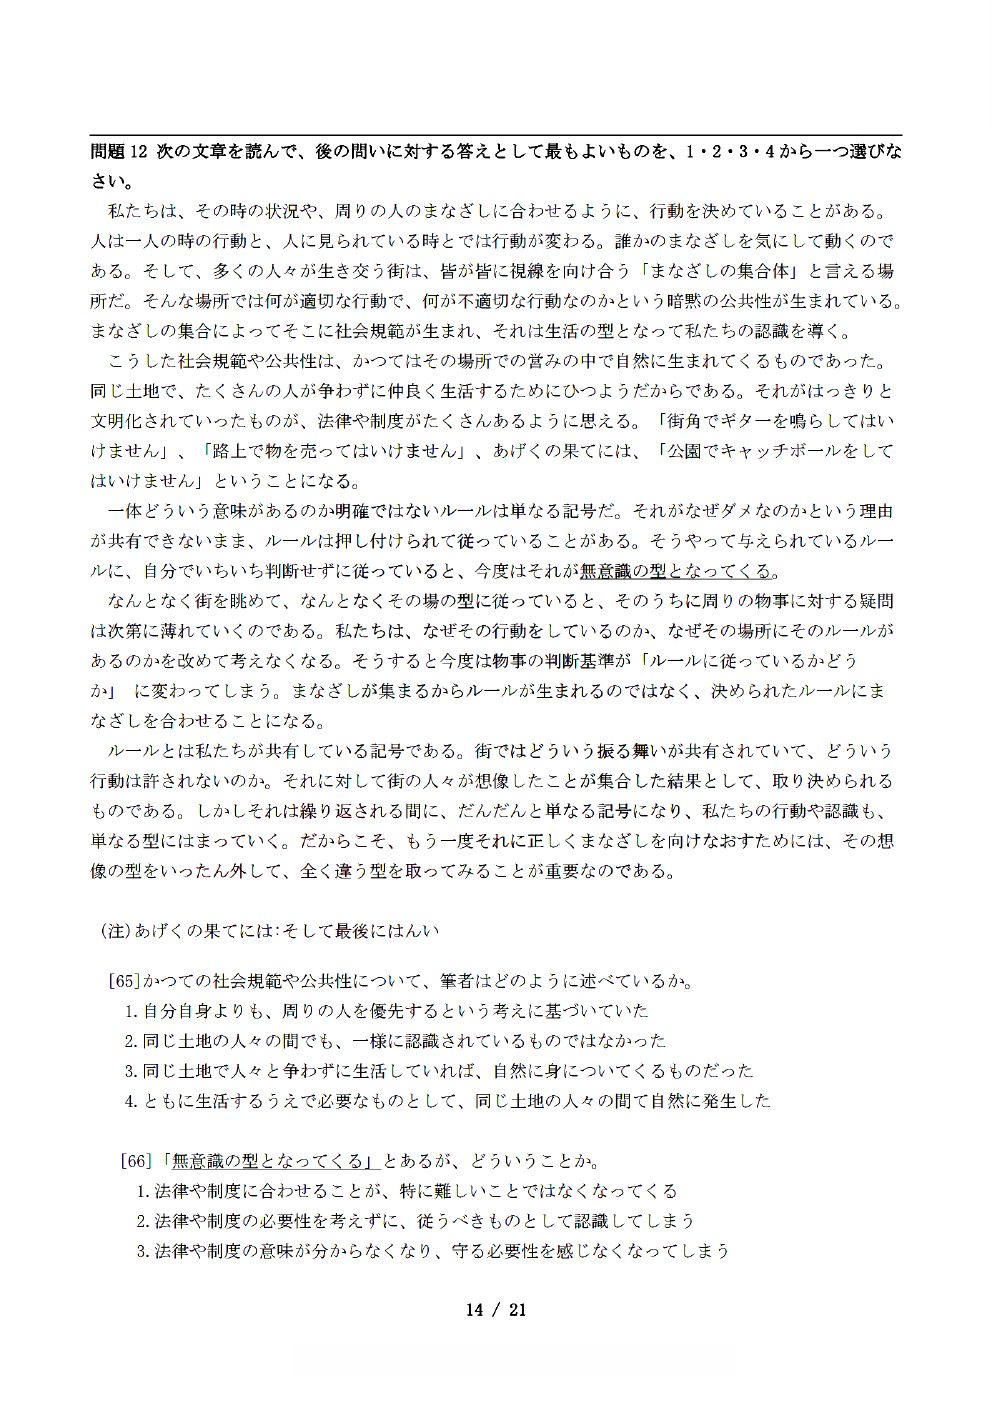 問題 12 次の文章を読んで、後の問いに対する答えとして最もよいものを、1・2・3・4 から一つ選びな
さい。
私たちは、その時の状況や、周りの人のまなざしに合わせるように、行動を決めていることがある。
人は一人の時の行動と、人に見られている時とでは行動が変わる。誰かのまなざしを気にして動くので
ある。そして、多くの人々が生き交う街は、皆が皆に視線を向け合う「まなざしの集合体」と言える場
所だ。そんな場所では何が適切な行動で、何が不適切な行動なのかという暗黙の公共性が生まれている。
まなざしの集合によってそこに社会規範が生まれ、それは生活の型となって私たちの認識を導く。
こうした社会規範や公共性は、かつてはその場所での営みの中で自然に生まれてくるものであった。
同じ土地で、たくさんの人が争わずに仲良く生活するためにひつようだからである。それがはっきりと
文明化されていったものが、法律や制度がたくさんあるように思える。「街角でギターを鳴らしてはい
けません」、「路上で物を売ってはいけません」、あげくの果てには、「公園でキャッチボールをして
はいけません」ということになる。
一体どういう意味があるのか明確ではないルールは単なる記号だ。それがなぜダメなのかという理由
が共有できないまま、ルールは押し付けられて従っていることがある。そうやって与えられているルー
ルに、自分でいちいち判断せずに従っていると、今度はそれが無意識の型となってくる。
なんとなく街を眺めて、なんとなくその場の型に従っていると、そのうちに周りの物事に対する疑問
は次第に薄れていくのである。私たちは、なぜその行動をしているのか、なぜその場所にそのルールが
あるのかを改めて考えなくなる。そうすると今度は物事の判断基準が「ルールに従っているかどう
か」 に変わってしまう。まなざしが集まるからルールが生まれるのではなく、決められたルールにま
なざしを合わせることになる。
ルールとは私たちが共有している記号である。街ではどういう振る舞いが共有されていて、どういう
行動は許されないのか。それに対して街の人々が想像したことが集合した結果として、取り決められる
ものである。しかしそれは繰り返される間に、だんだんと単なる記号になり、私たちの行動や認識も、
単なる型にはまっていく。だからこそ、もう一度それに正しくまなざしを向けなおすためには、その想
像の型をいったん外して、全く違う型を取ってみることが重要なのである。
(注)あげくの果てには:そして最後にはんい
[65]かつての社会規範や公共性について、筆者はどのように述べているか。
1.自分自身よりも、周りの人を優先するという考えに基づいていた
2.同じ土地の人々の間でも、一様に認識されているものではなかった
3.同じ土地で人々と争わずに生活していれば、自然に身についてくるものだった
4.ともに生活するうえで必要なものとして、同じ土地の人々の間て自然に発生した
[66]「無意識の型となってくる」とあるが、どういうことか。
1.法律や制度に合わせることが、特に難しいことではなくなってくる
2.法律や制度の必要性を考えずに、従うべきものとして認識してしまう
3.法律や制度の意味が分からなくなり、守る必要性を感じなくなってしまう
14 / 21